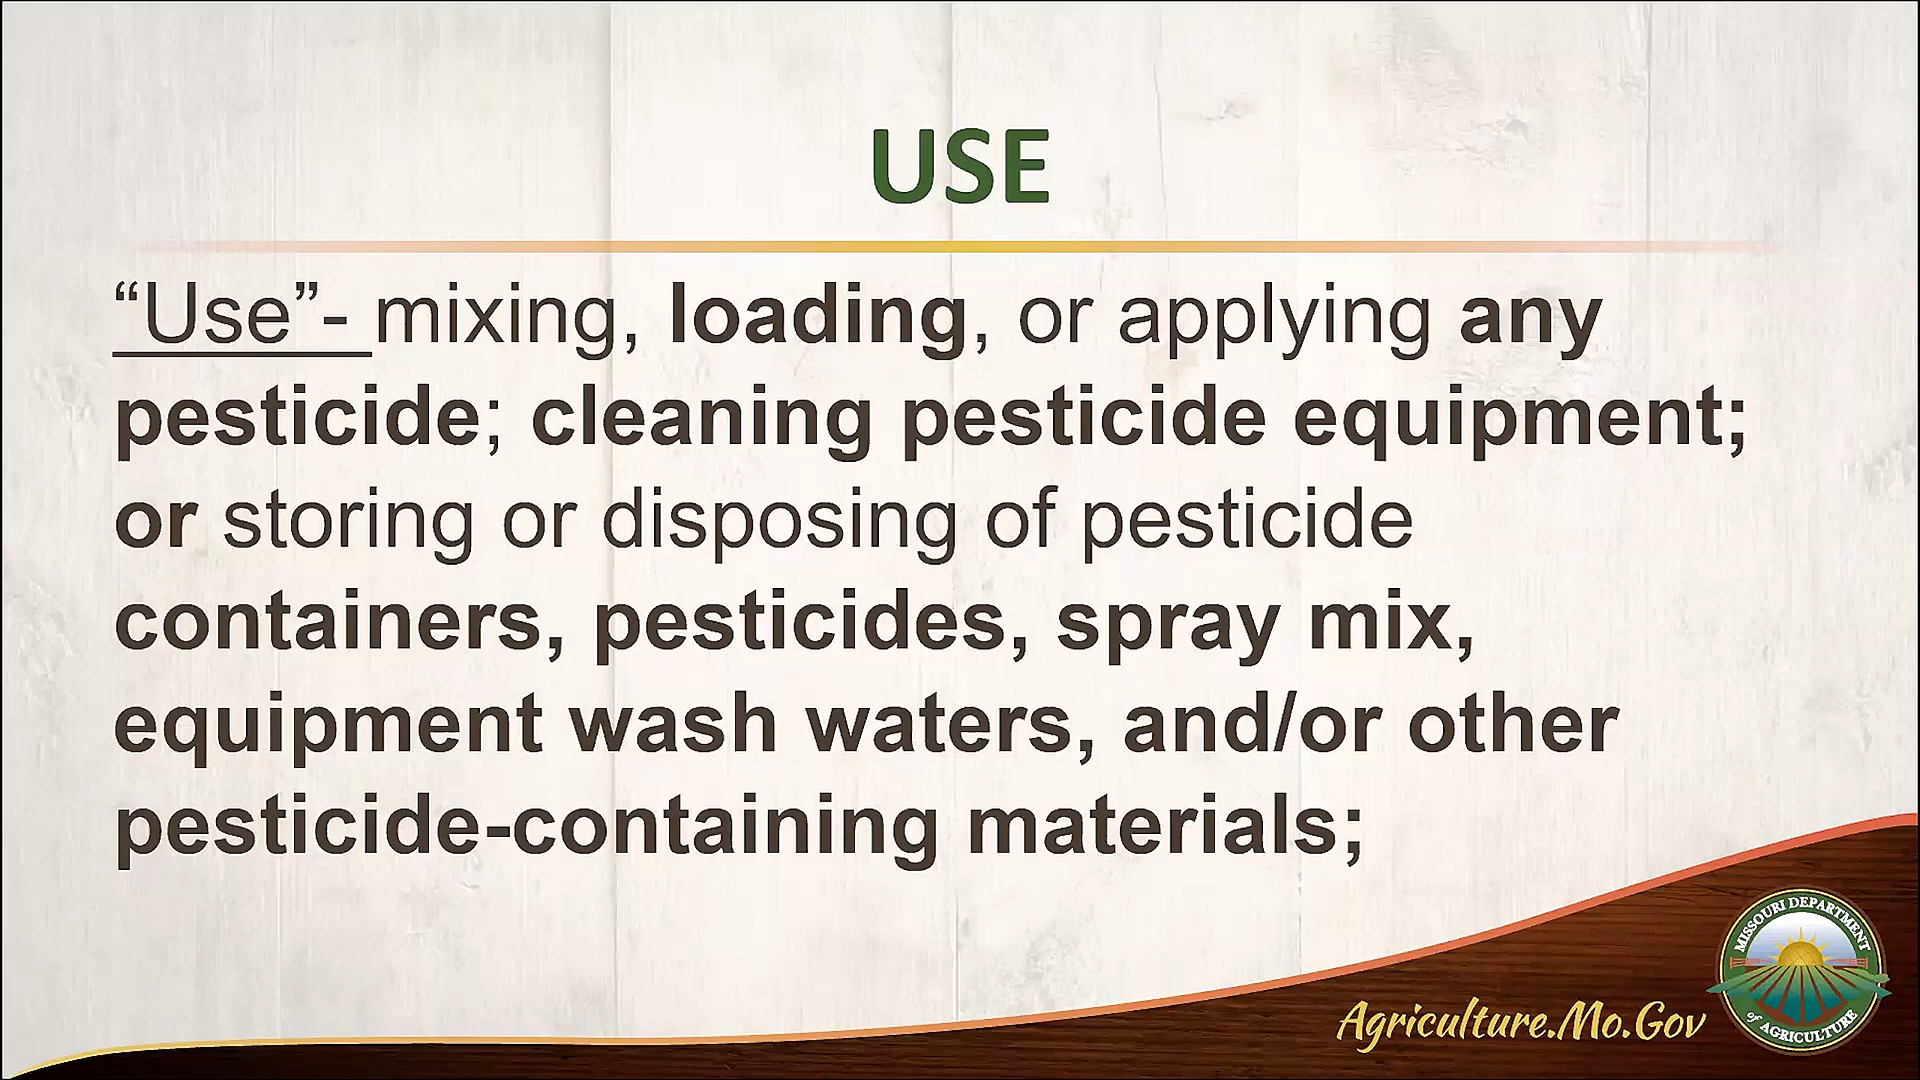 USE
“Use”- mixing, loading, or applying any
pesticide; cleaning pesticide equipment;
or storing or disposing of pesticide
containers, pesticides, spray mix,
equipment wash waters, and/or other
pesticide-containing materials;
Agriculture.Mo.Gov
MISSOURI DEPARTMENT
of AGRICULTURE